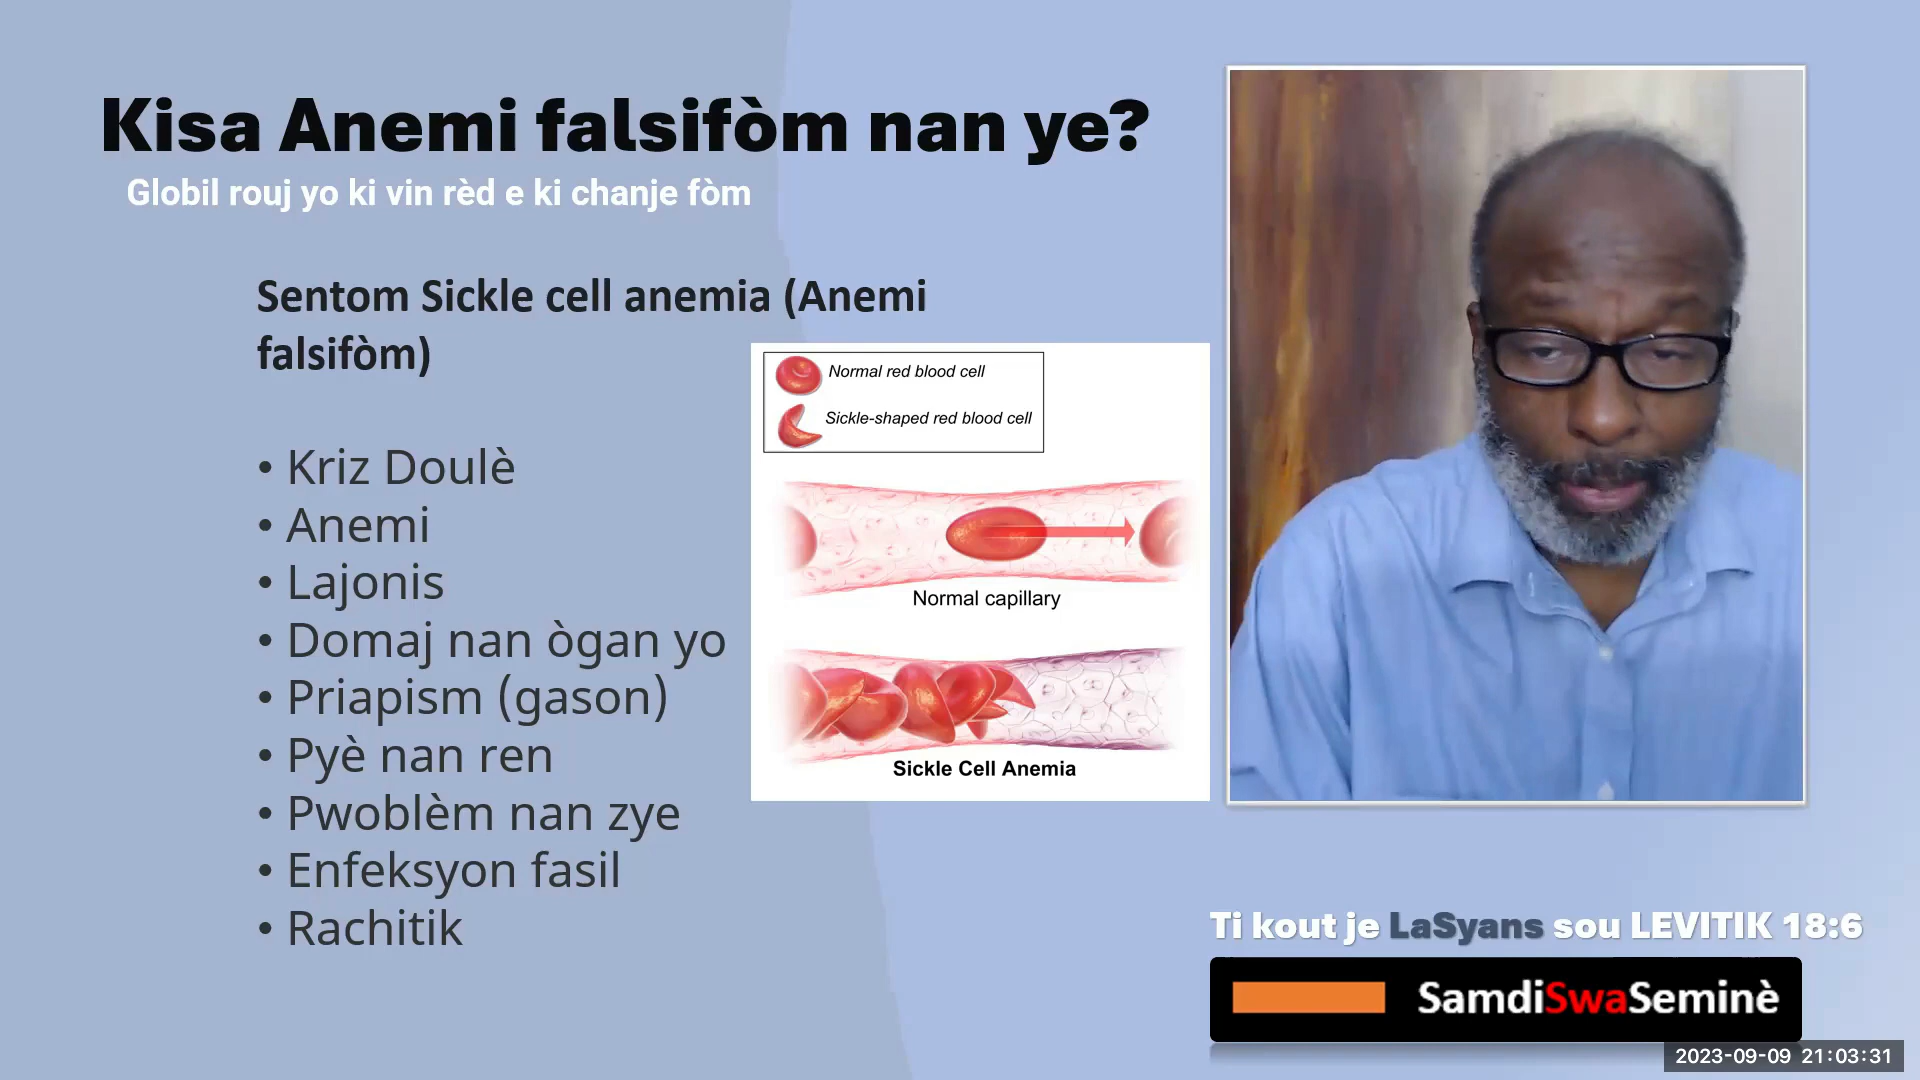 Kisa Anemi falsifòm nan ye?
Globil rouj yo ki vin rèd e ki chanje fòm
Sentom Sickle cell anemia (Anemi
falsifòm)
• Kriz Doulè
• Anemi
• Lajonis
• Domaj nan ògan yo
• Priapism (gason)
• Pyè nan ren
• Pwoblèm nan zye
• Enfeksyon fasil
• Rachitik
Normal red blood cell
Sickle-shaped red blood cell
Normal capillary
Sickle Cell Anemia
Ti kout je LaSyans sou LEVITIK 18:6
SamdiSwaSeminè
2023-09-09 21:03:31